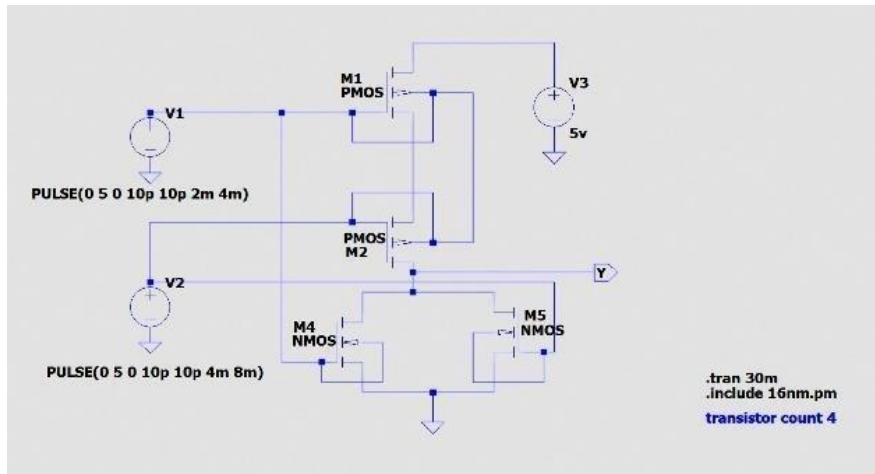 M1
PMOS
V3
5v
V1
PULSE(0 5 0 10p 10p 2m 4m)
PMOS
M2
Y
V2
M4
NMOS
M5
NMOS
PULSE(0 5 0 10p 10p 4m 8m)
.tran 30m
.include 16nm.pm
transistor count 4